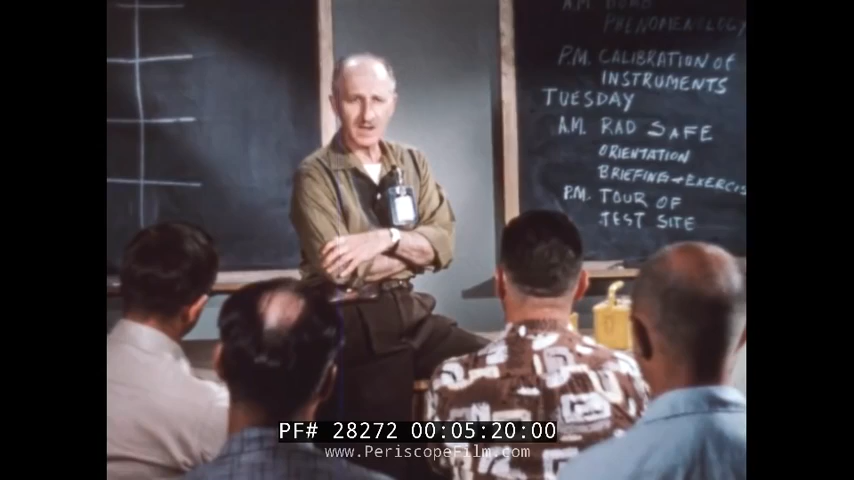 A.M. BOMB
PHENOMENOLOGY
P.M. CALIBRATION OF
INSTRUMENTS
TUESDAY
A.M. RAD SAFE
ORIENTATION
BRIEFING + EXERCIS
P.M. TOUR OF
TEST SITE
PF# 28272 00:05:20:00
www.PeriscopeFilm.com